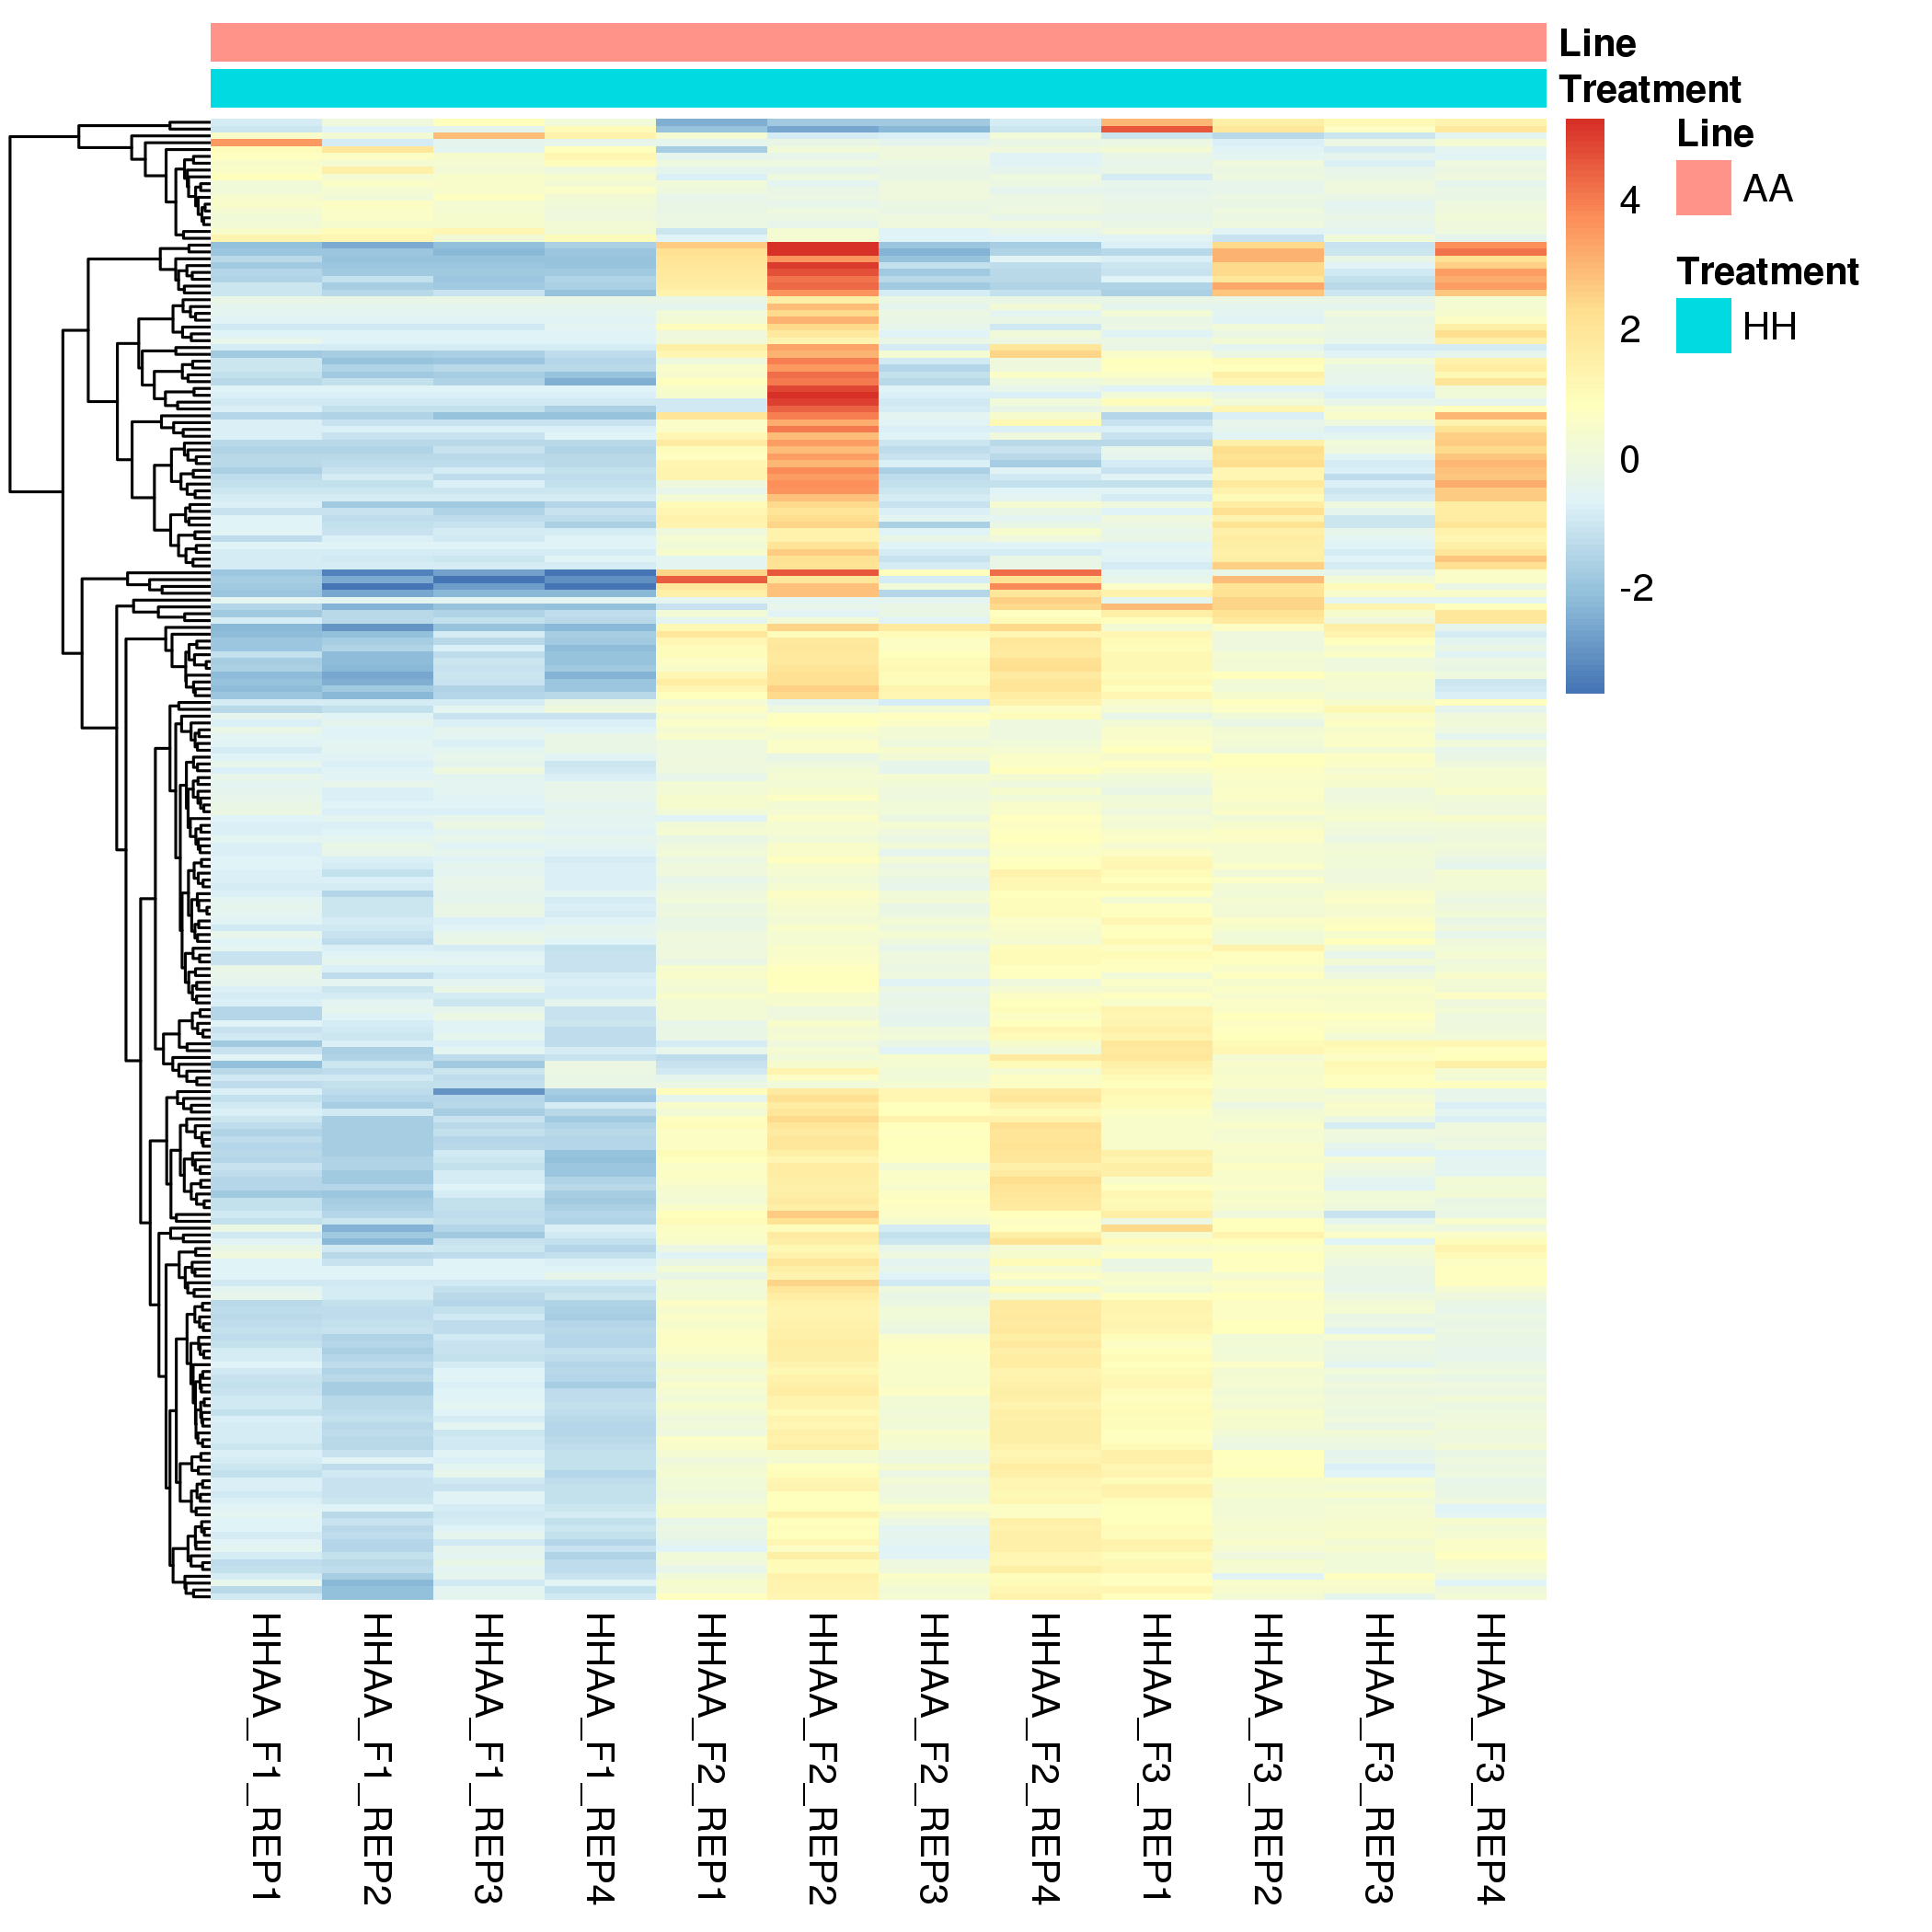 Line
Treatment
Line
AA
Treatment
HH
4
2
0
-2
HHAA_F1_REP1
HHAA_F1_REP2
HHAA_F1_REP3
HHAA_F1_REP4
HHAA_F2_REP1
HHAA_F2_REP2
HHAA_F2_REP3
HHAA_F2_REP4
HHAA_F3_REP1
HHAA_F3_REP2
HHAA_F3_REP3
HHAA_F3_REP4